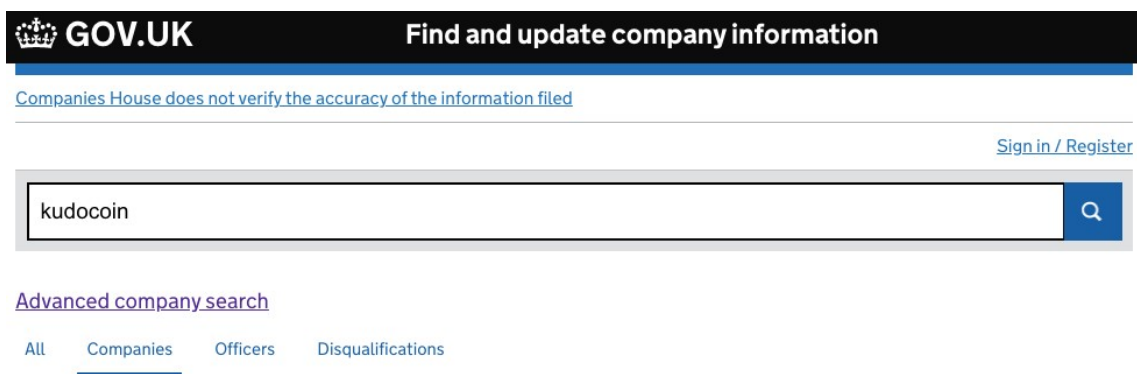 GOV.UK Find and update company information
Companies House does not verify the accuracy of the information filed
Sign in / Register
kudocoin
Advanced company search
All Companies Officers Disqualifications